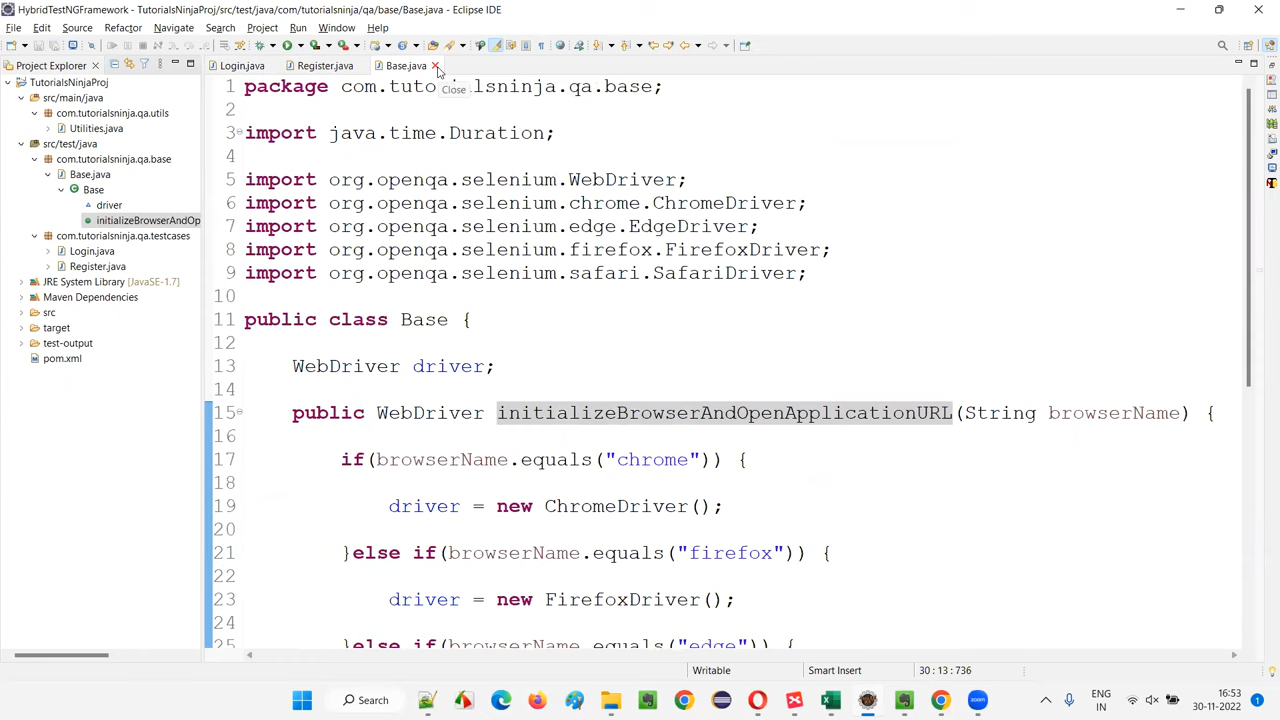 HybridTestNGFramework - TutorialsNinjaProj/src/test/java/com/tutorialsninja/qa/base/Base.java - Eclipse IDE
File Edit Source Refactor Navigate Search Project Run Window Help
Project Explorer
Login.java Register.java Base.java
Close
TutorialsNinjaProj
src/main/java
com.tutorialsninja.qa.utils
Utilities.java
src/test/java
com.tutorialsninja.qa.base
Base.java
Base
driver
initializeBrowserAndOp
com.tutorialsninja.qa.testcases
Login.java
Register.java
JRE System Library [JavaSE-1.7]
Maven Dependencies
src
target
test-output
pom.xml
1 package com.tuto ialsninja.qa.base;
2
3 import java.time.Duration;
4
5 import org.openqa.selenium.WebDriver;
6 import org.openqa.selenium.chrome.ChromeDriver;
7 import org.openqa.selenium.edge.EdgeDriver;
8 import org.openqa.selenium.firefox.FirefoxDriver;
9 import org.openqa.selenium.safari.SafariDriver;
10
11 public class Base {
12
13 WebDriver driver;
14
15 public WebDriver initializeBrowserAndOpenApplicationURL(String browserName) {
16
17 if(browserName.equals("chrome")) {
18
19 driver = new ChromeDriver();
20
21 }else if(browserName.equals("firefox")) {
22
23 driver = new FirefoxDriver();
24
25 }else if(browserName.equals("edge")) {
Writable Smart Insert 30 : 13 : 736
Search
zoom
ENG
IN
16:53
30-11-2022